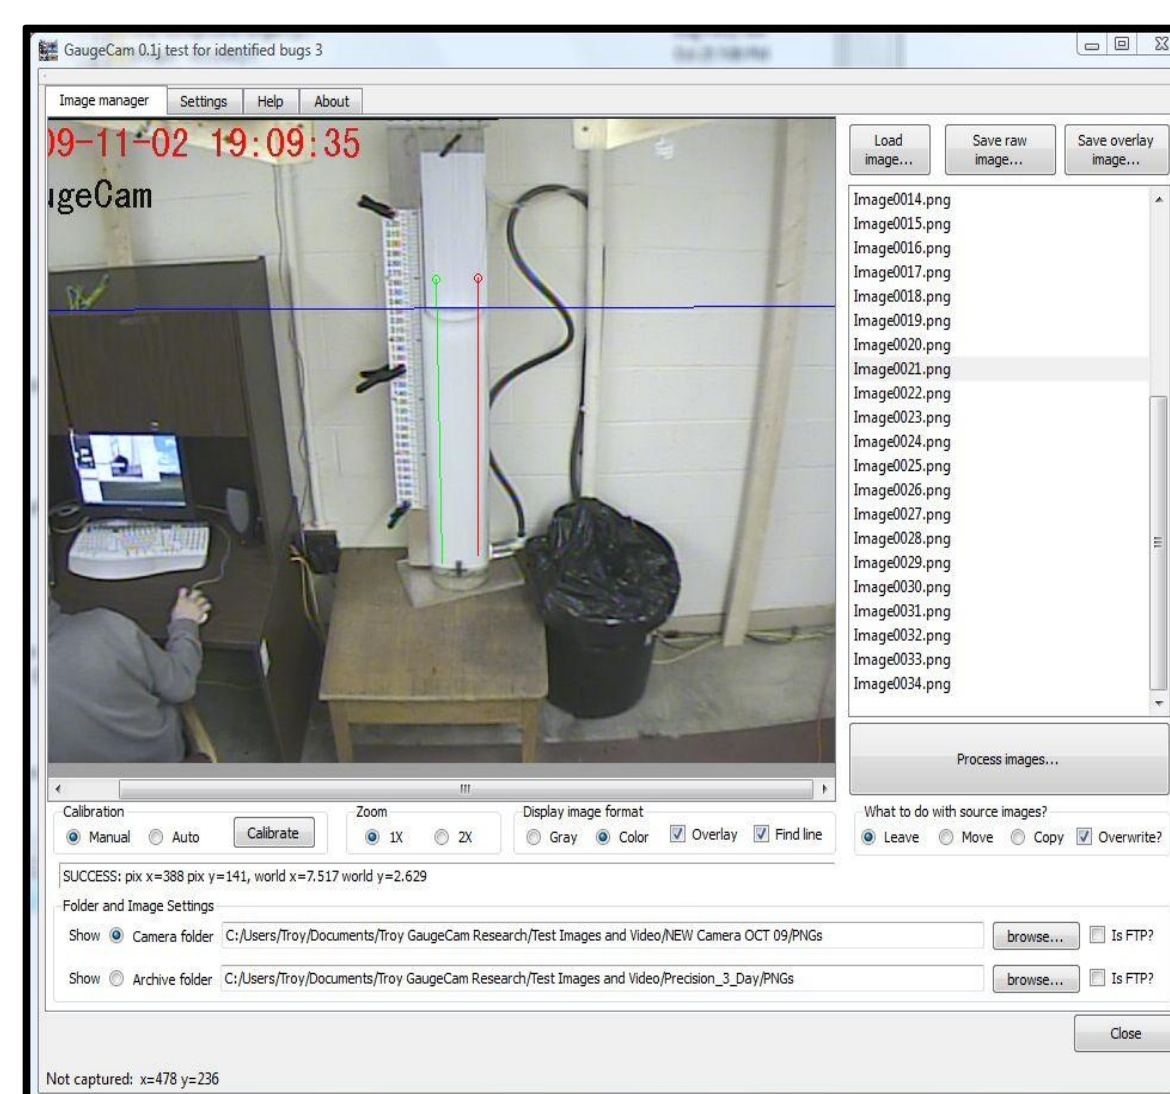 GaugeCam 0.1j test for identified bugs 3
Image manager Settings Help About
09-11-02 19:09:35
igeCam
Load image...
Save raw image...
Save overlay image...
Image0014.png
Image0015.png
Image0016.png
Image0017.png
Image0018.png
Image0019.png
Image0020.png
Image0021.png
Image0022.png
Image0023.png
Image0024.png
Image0025.png
Image0026.png
Image0027.png
Image0028.png
Image0029.png
Image0030.png
Image0031.png
Image0032.png
Image0033.png
Image0034.png
Process images...
Calibration
Manual Auto Calibrate
Zoom
1X 2X
Display image format
Gray Color Overlay Find line
What to do with source images?
Leave Move Copy Overwrite?
SUCCESS: pix x=388 pix y=141, world x=7.517 world y=2.629
Folder and Image Settings
Show Camera folder C:/Users/Troy/Documents/Troy GaugeCam Research/Test Images and Video/NEW Camera OCT 09/PNGs browse... Is FTP?
Show Archive folder C:/Users/Troy/Documents/Troy GaugeCam Research/Test Images and Video/Precision_3_Day/PNGs browse... Is FTP?
Close
Not captured: x=478 y=236